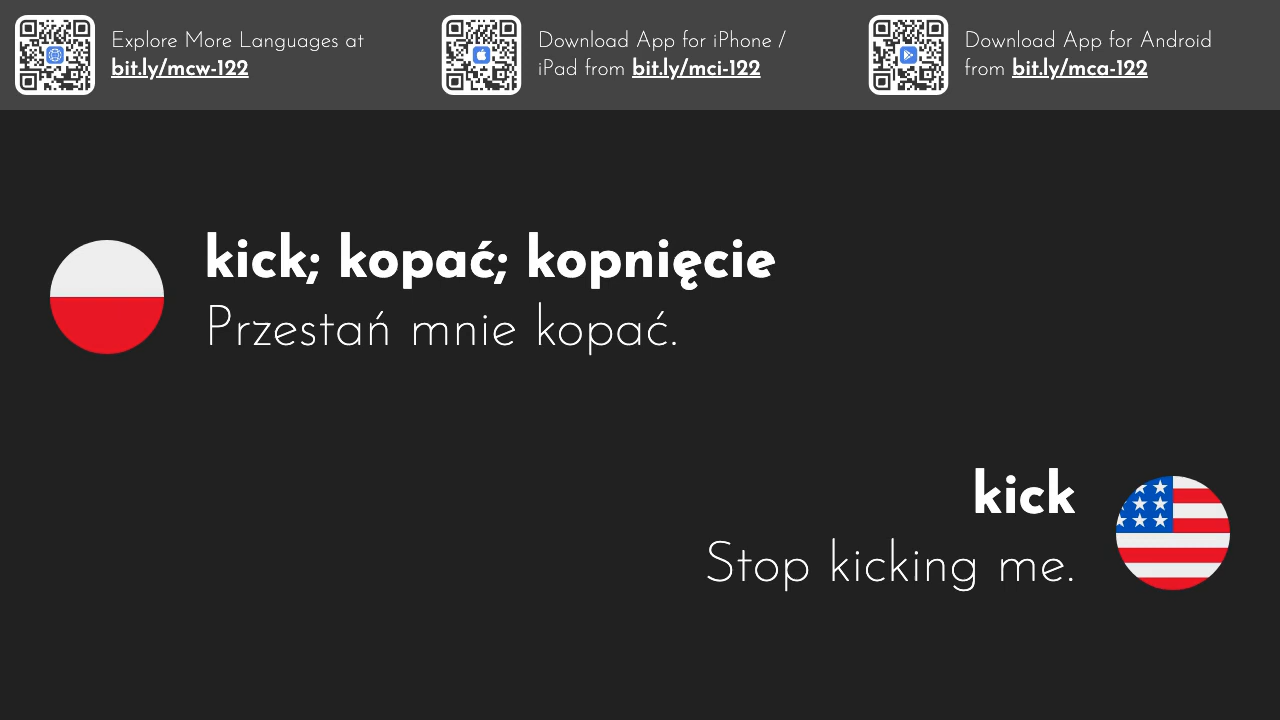 Explore More Languages at
bit.ly/mcw-122
Download App for iPhone /
iPad from bit.ly/mci-122
Download App for Android
from bit.ly/mca-122
kick; kopać; kopnięcie
Przestań mnie kopać.
kick
Stop kicking me.